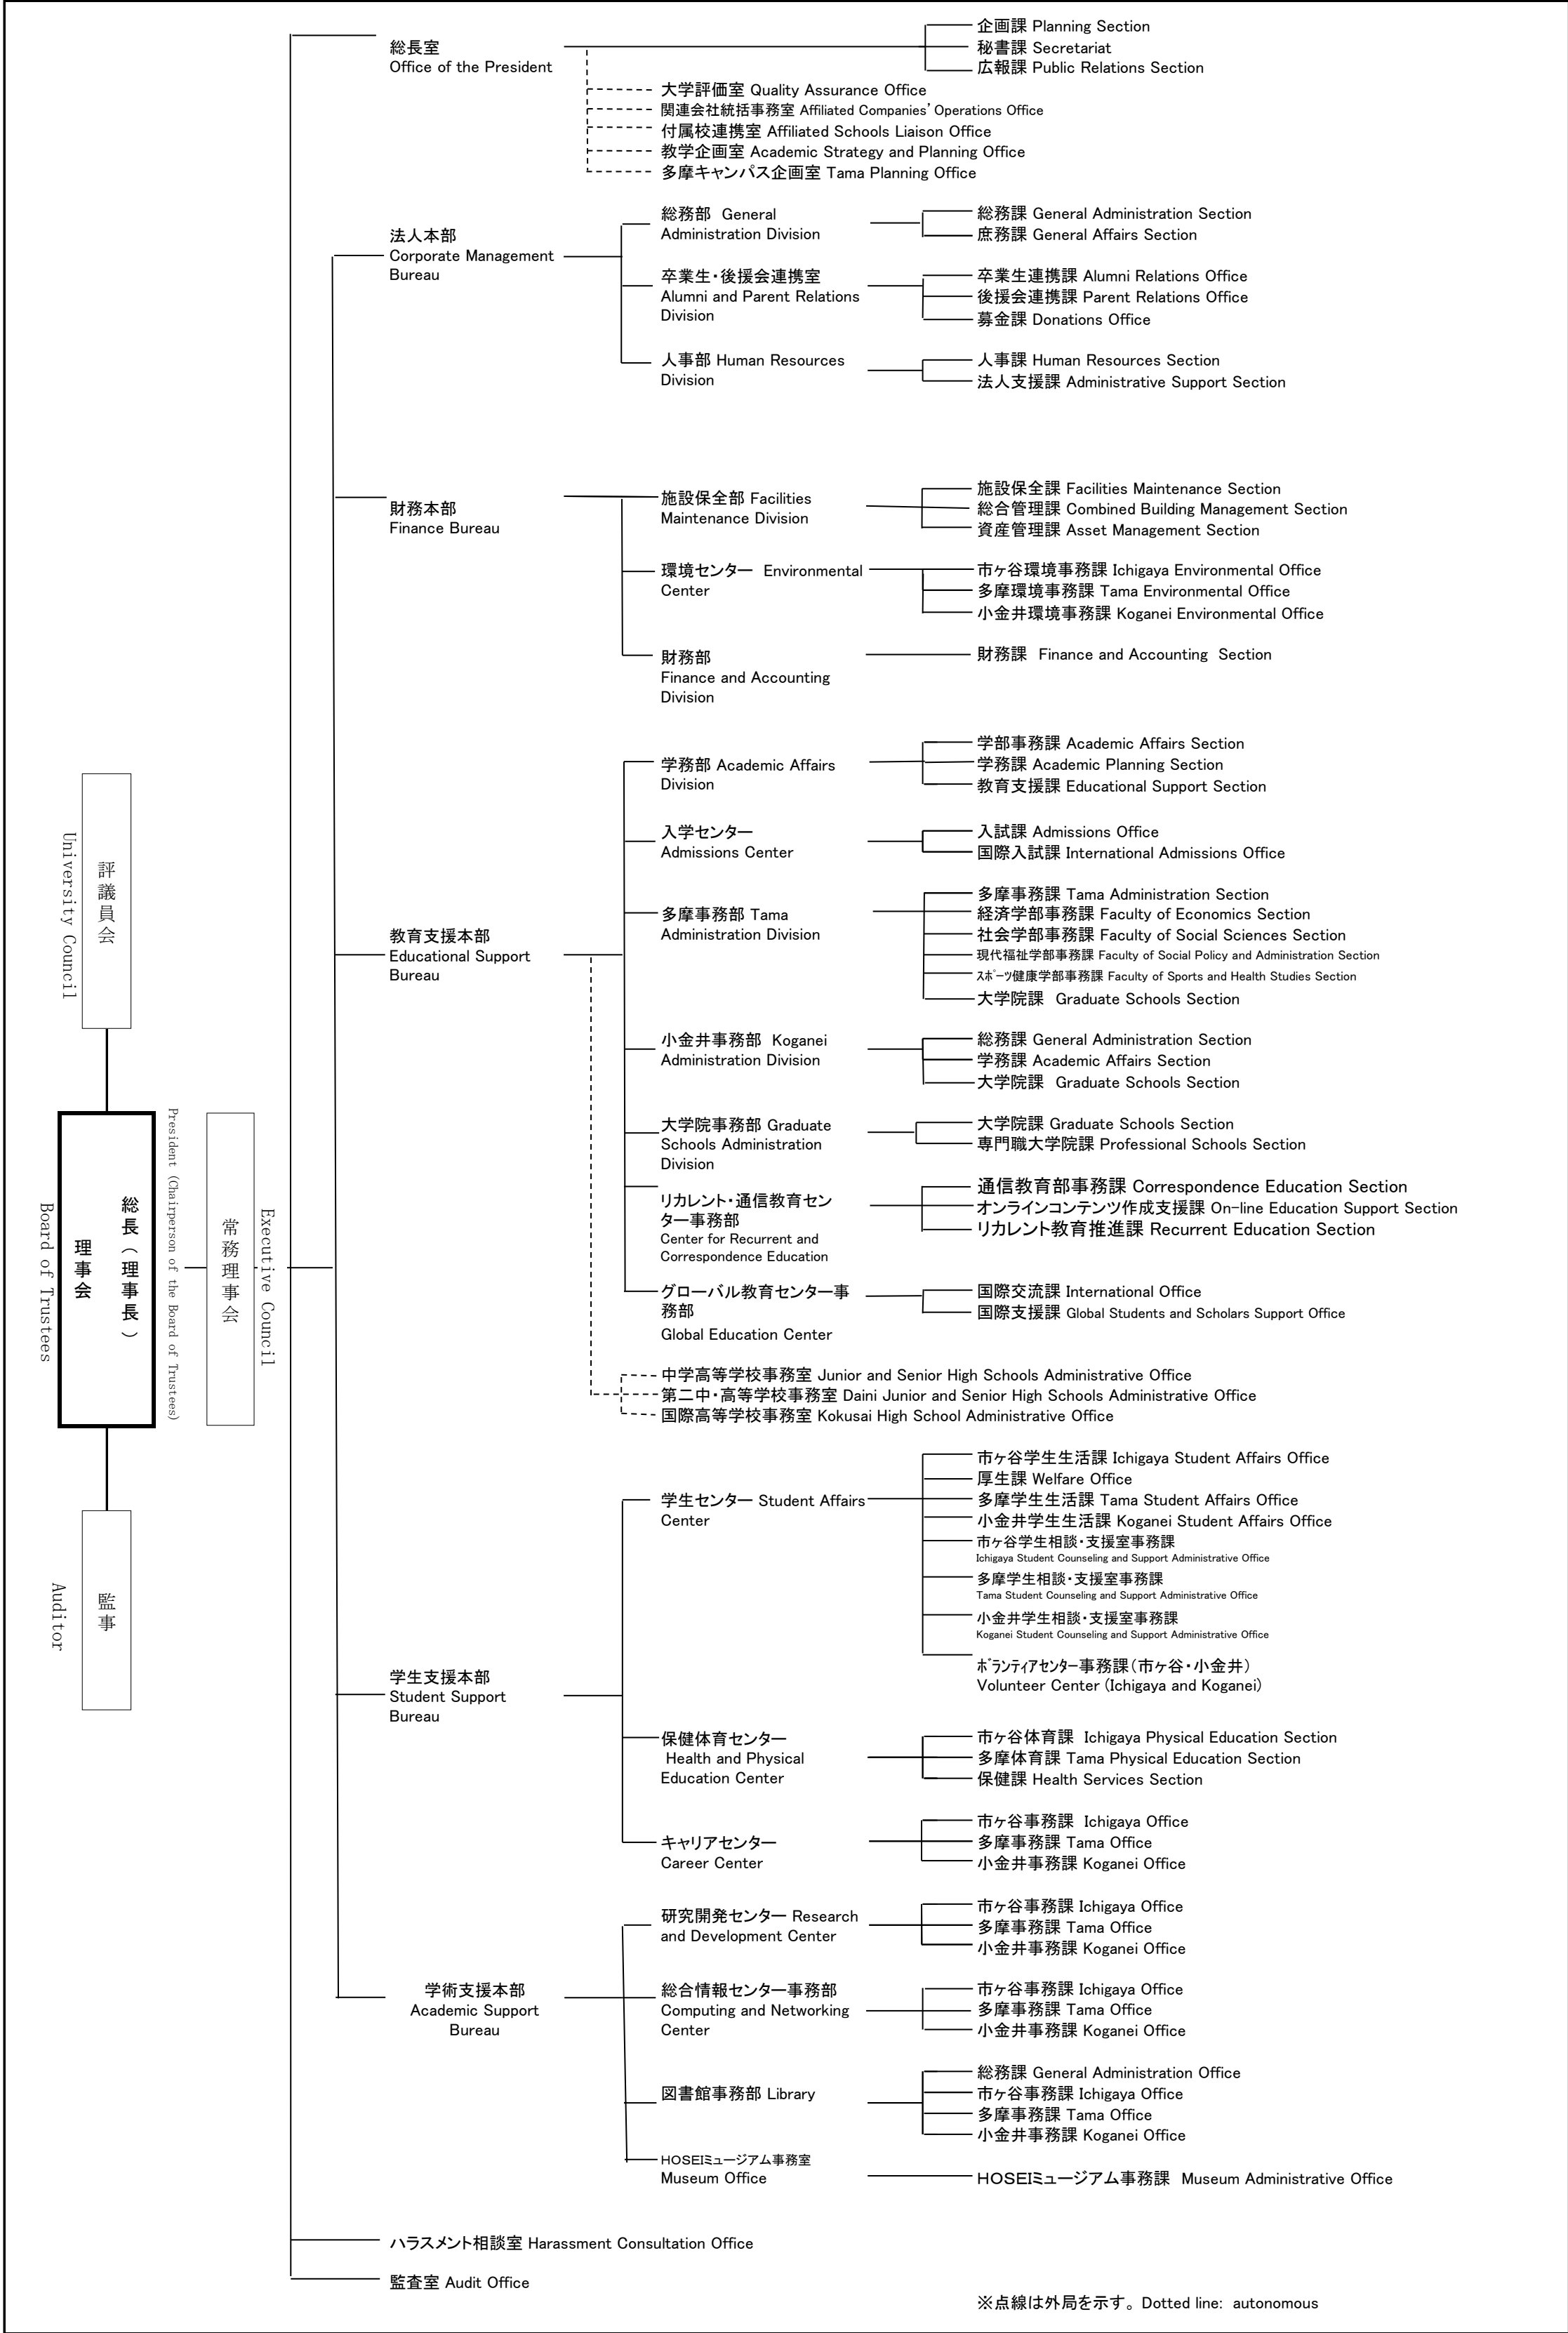 総長室
Office of the President
企画課 Planning Section
秘書課 Secretariat
広報課 Public Relations Section
大学評価室 Quality Assurance Office
関連会社統括事務室 Affiliated Companies' Operations Office
付属校連携室 Affiliated Schools Liaison Office
教学企画室 Academic Strategy and Planning Office
多摩キャンパス企画室 Tama Planning Office
法人本部
Corporate Management
Bureau
総務部 General
Administration Division
総務課 General Administration Section
庶務課 General Affairs Section
卒業生・後援会連携室
Alumni and Parent Relations
Division
卒業生連携課 Alumni Relations Office
後援会連携課 Parent Relations Office
募金課 Donations Office
人事部 Human Resources
Division
人事課 Human Resources Section
法人支援課 Administrative Support Section
財務本部
Finance Bureau
施設保全部 Facilities
Maintenance Division
施設保全課 Facilities Maintenance Section
総合管理課 Combined Building Management Section
資産管理課 Asset Management Section
環境センター Environmental
Center
市ヶ谷環境事務課 Ichigaya Environmental Office
多摩環境事務課 Tama Environmental Office
小金井環境事務課 Koganei Environmental Office
財務部
Finance and Accounting
Division
財務課 Finance and Accounting Section
評議員会
University Council
総長(理事長)
理事会
President (Chairperson of the Board of Trustees)
Board of Trustees
常務理事会
Executive Council
監事
Auditor
教育支援本部
Educational Support
Bureau
学務部 Academic Affairs
Division
学部事務課 Academic Affairs Section
学務課 Academic Planning Section
教育支援課 Educational Support Section
入学センター
Admissions Center
入試課 Admissions Office
国際入試課 International Admissions Office
多摩事務部 Tama
Administration Division
多摩事務課 Tama Administration Section
経済学部事務課 Faculty of Economics Section
社会学部事務課 Faculty of Social Sciences Section
現代福祉学部事務課 Faculty of Social Policy and Administration Section
ｽﾎﾟｰﾂ健康学部事務課 Faculty of Sports and Health Studies Section
大学院課 Graduate Schools Section
小金井事務部 Koganei
Administration Division
総務課 General Administration Section
学務課 Academic Affairs Section
大学院課 Graduate Schools Section
大学院事務部 Graduate
Schools Administration
Division
大学院課 Graduate Schools Section
専門職大学院課 Professional Schools Section
リカレント・通信教育セン
ター事務部
Center for Recurrent and
Correspondence Education
通信教育部事務課 Correspondence Education Section
オンラインコンテンツ作成支援課 On-line Education Support Section
リカレント教育推進課 Recurrent Education Section
グローバル教育センター事
務部
Global Education Center
国際交流課 International Office
国際支援課 Global Students and Scholars Support Office
中学高等学校事務室 Junior and Senior High Schools Administrative Office
第二中・高等学校事務室 Daini Junior and Senior High Schools Administrative Office
国際高等学校事務室 Kokusai High School Administrative Office
学生支援本部
Student Support
Bureau
学生センター Student Affairs
Center
市ヶ谷学生生活課 Ichigaya Student Affairs Office
厚生課 Welfare Office
多摩学生生活課 Tama Student Affairs Office
小金井学生生活課 Koganei Student Affairs Office
市ヶ谷学生相談・支援室事務課
Ichigaya Student Counseling and Support Administrative Office
多摩学生相談・支援室事務課
Tama Student Counseling and Support Administrative Office
小金井学生相談・支援室事務課
Koganei Student Counseling and Support Administrative Office
ﾎﾞランティアセンター事務課(市ヶ谷・小金井)
Volunteer Center (Ichigaya and Koganei)
保健体育センター
Health and Physical
Education Center
市ヶ谷体育課 Ichigaya Physical Education Section
多摩体育課 Tama Physical Education Section
保健課 Health Services Section
キャリアセンター
Career Center
市ヶ谷事務課 Ichigaya Office
多摩事務課 Tama Office
小金井事務課 Koganei Office
学術支援本部
Academic Support
Bureau
研究開発センター Research
and Development Center
市ヶ谷事務課 Ichigaya Office
多摩事務課 Tama Office
小金井事務課 Koganei Office
総合情報センター事務部
Computing and Networking
Center
市ヶ谷事務課 Ichigaya Office
多摩事務課 Tama Office
小金井事務課 Koganei Office
図書館事務部 Library
総務課 General Administration Office
市ヶ谷事務課 Ichigaya Office
多摩事務課 Tama Office
小金井事務課 Koganei Office
HOSEIミュージアム事務室
Museum Office
HOSEIミュージアム事務課 Museum Administrative Office
ハラスメント相談室 Harassment Consultation Office
監査室 Audit Office
※点線は外局を示す。 Dotted line: autonomous